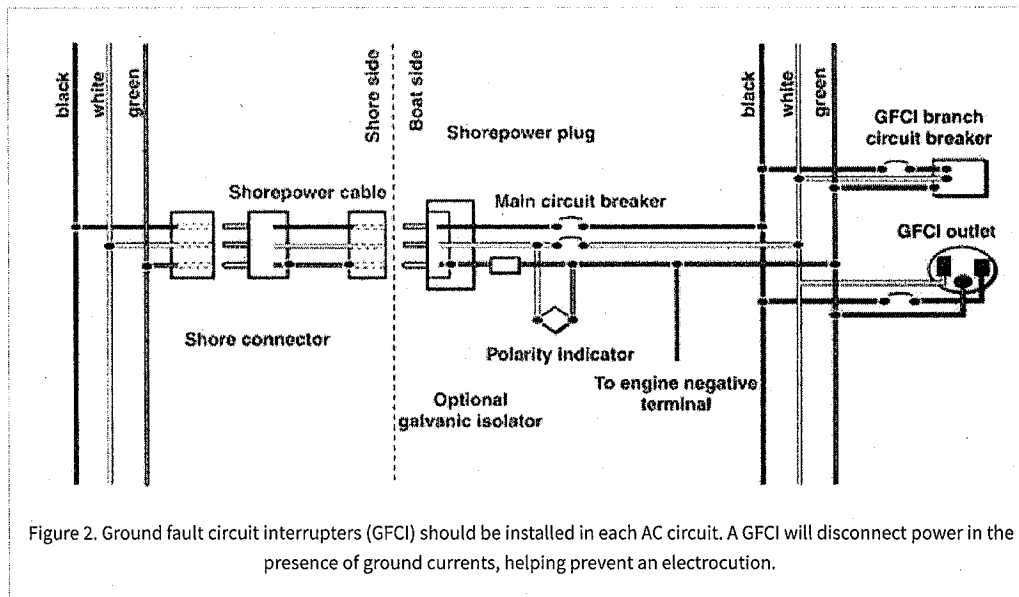 black
white
green
Shore side
Boat side
Shorepower plug
black
white
green
GFCI branch
circuit breaker
Shorepower cable
Main circuit breaker
GFCI outlet
Shore connector
Polarity indicator
To engine negative
terminal
Optional
galvanic isolator
Figure 2. Ground fault circuit interrupters (GFCI) should be installed in each AC circuit. A GFCI will disconnect power in the
presence of ground currents, helping prevent an electrocution.